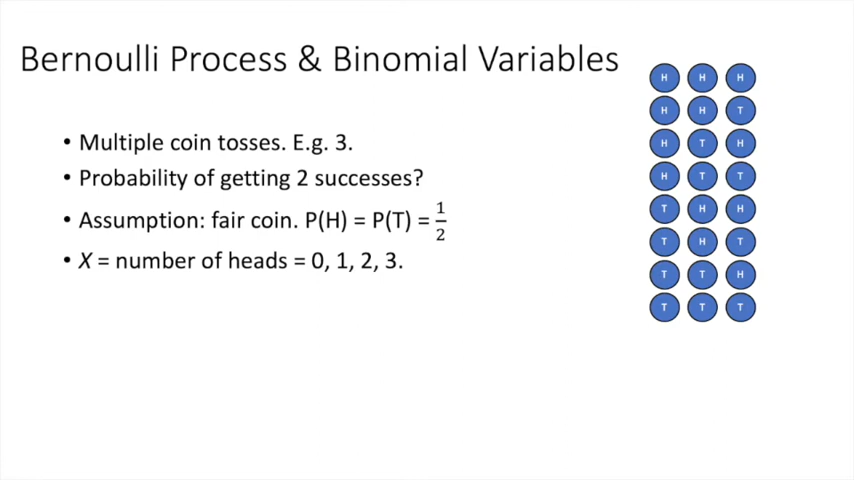 Bernoulli Process & Binomial Variables
• Multiple coin tosses. E.g. 3.
• Probability of getting 2 successes?
• Assumption: fair coin. P(H) = P(T) = 1/2
• X = number of heads = 0, 1, 2, 3.
H H H
H H T
H T H
H T T
T H H
T H T
T T H
T T T